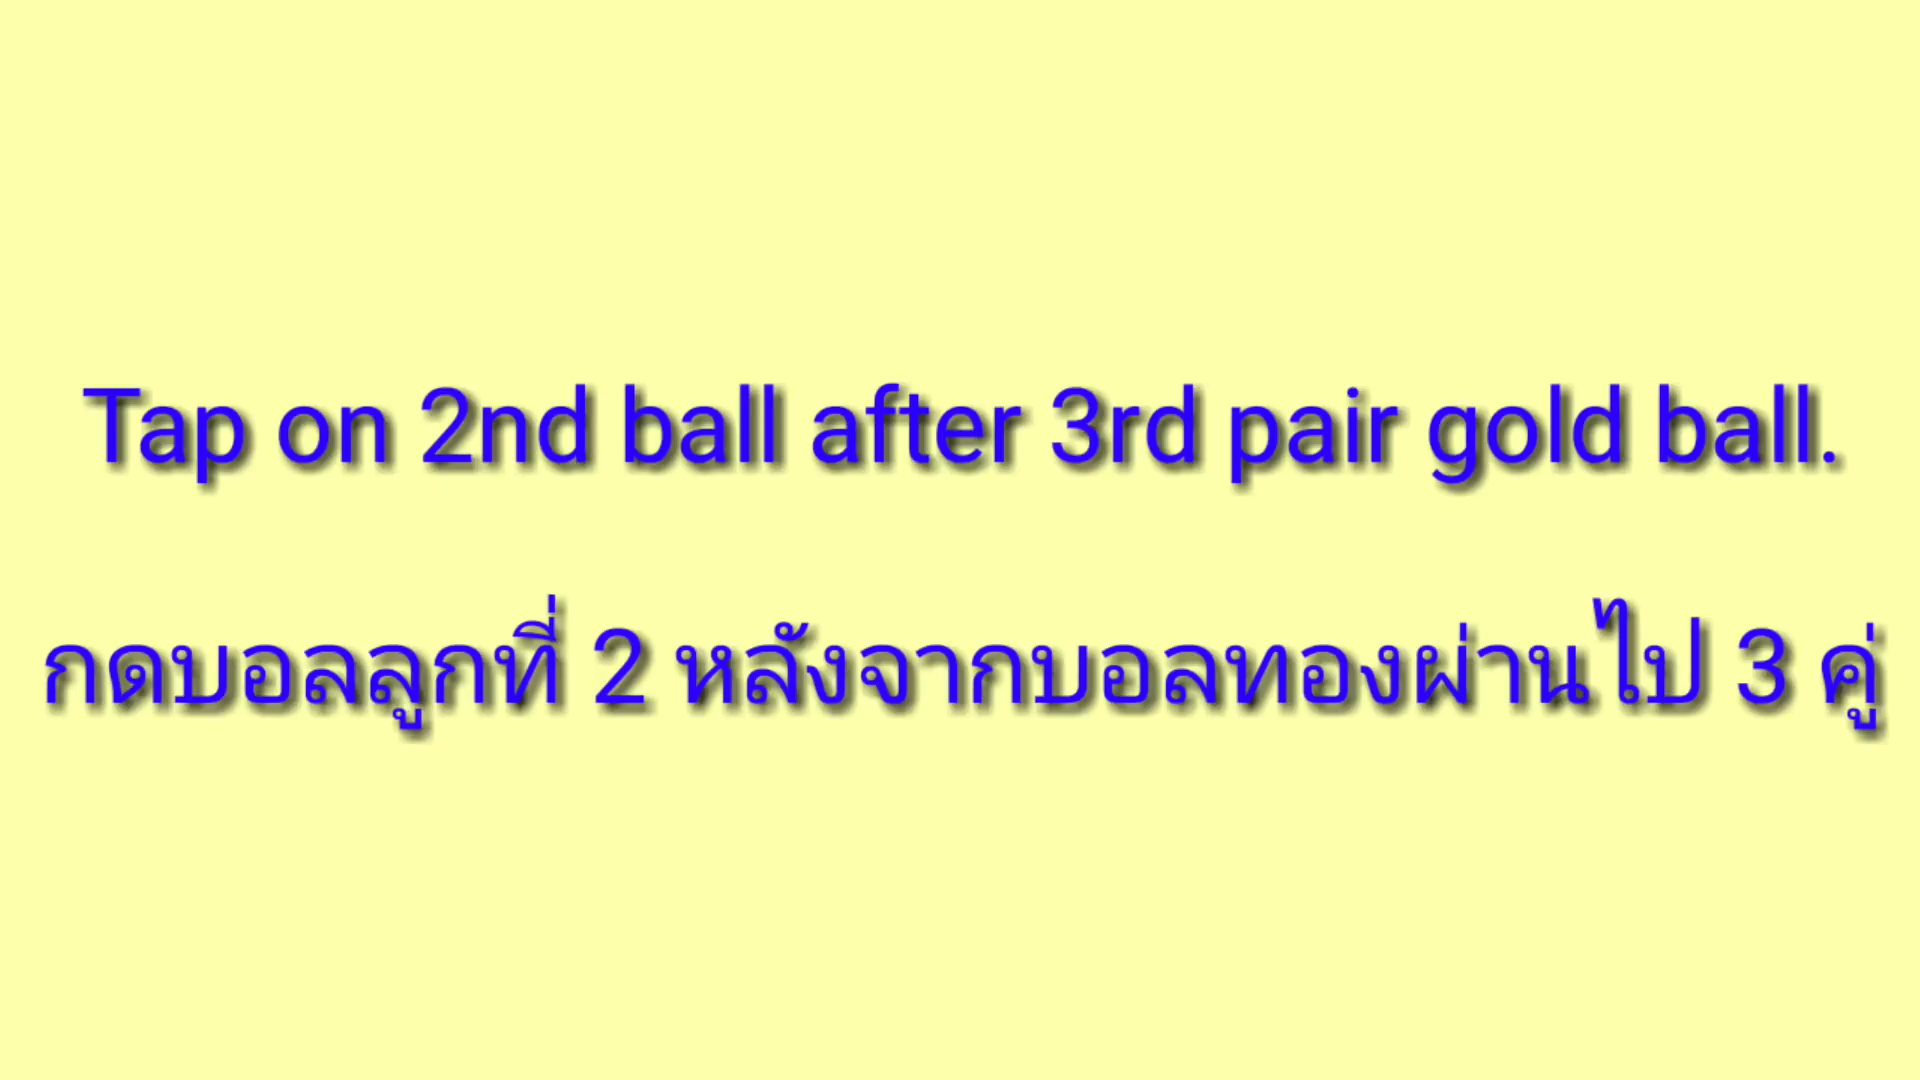 Tap on 2nd ball after 3rd pair gold ball.
กดบอลลูกที่ 2 หลังจากบอลทองผ่านไป 3 คู่